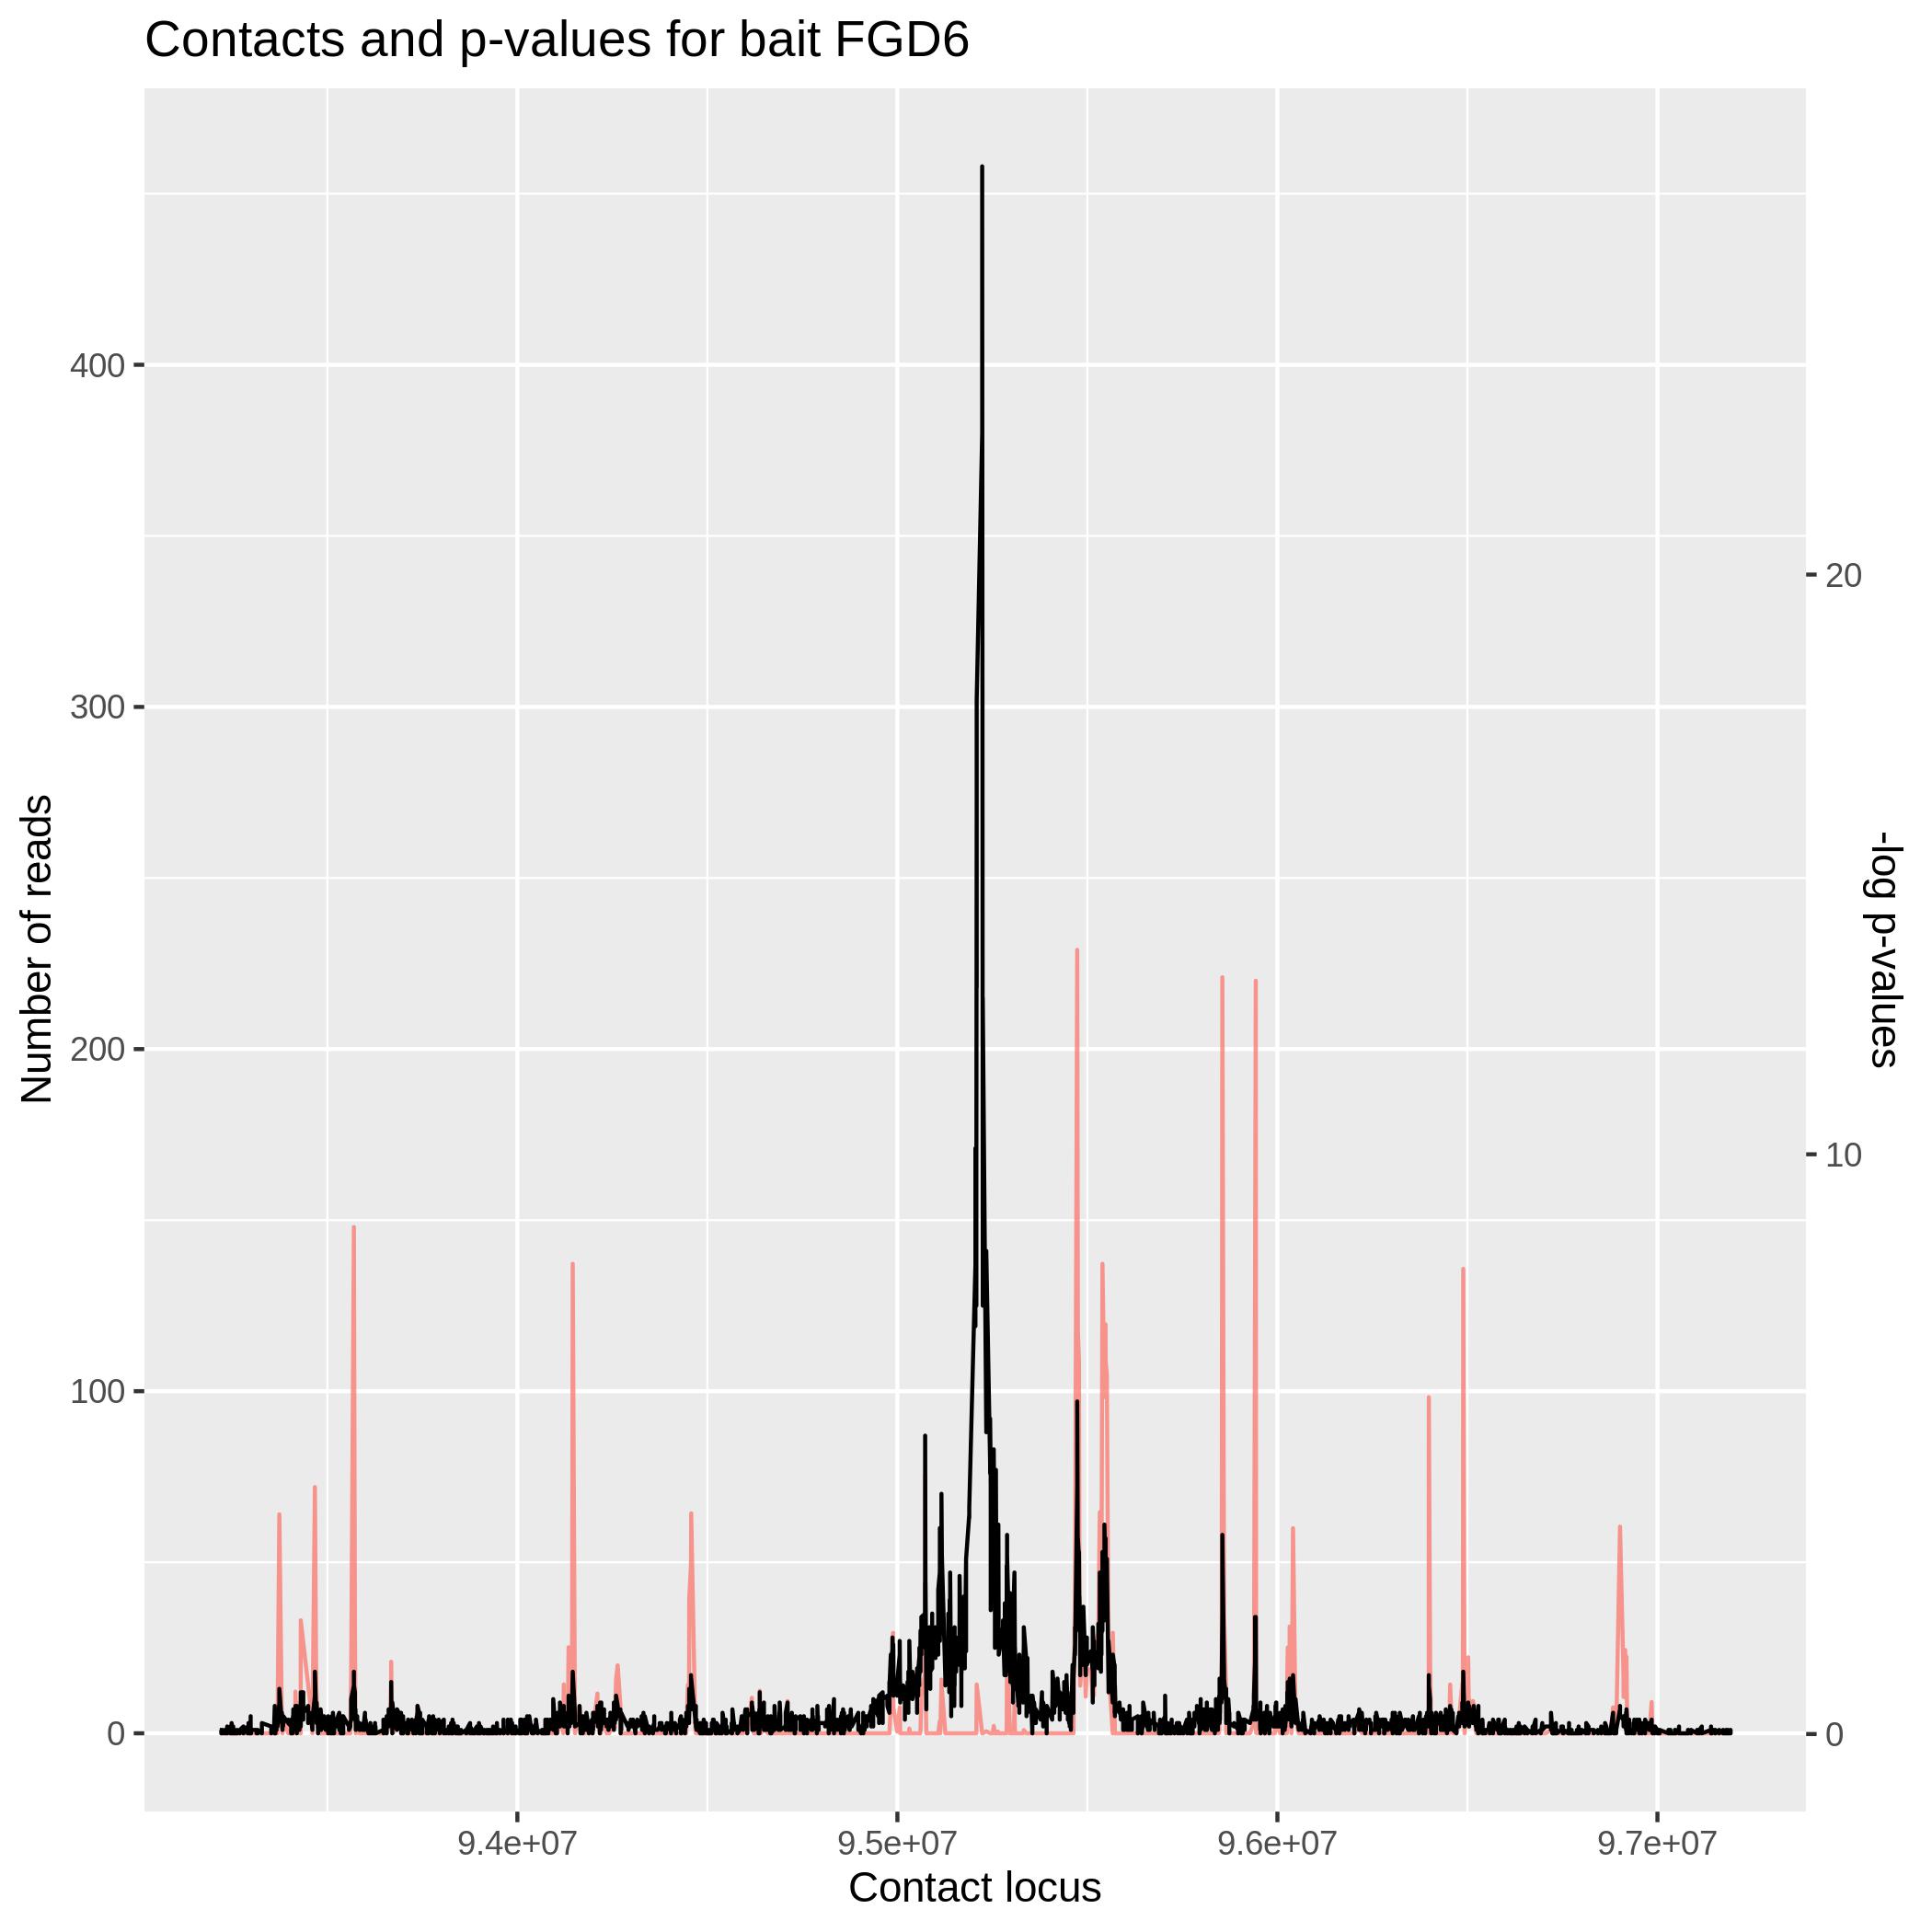 Contacts and p-values for bait FGD6
400
300
200
100
0
Number of reads
20
10
0
-log p-values
9.4e+07
9.5e+07
9.6e+07
9.7e+07
Contact locus